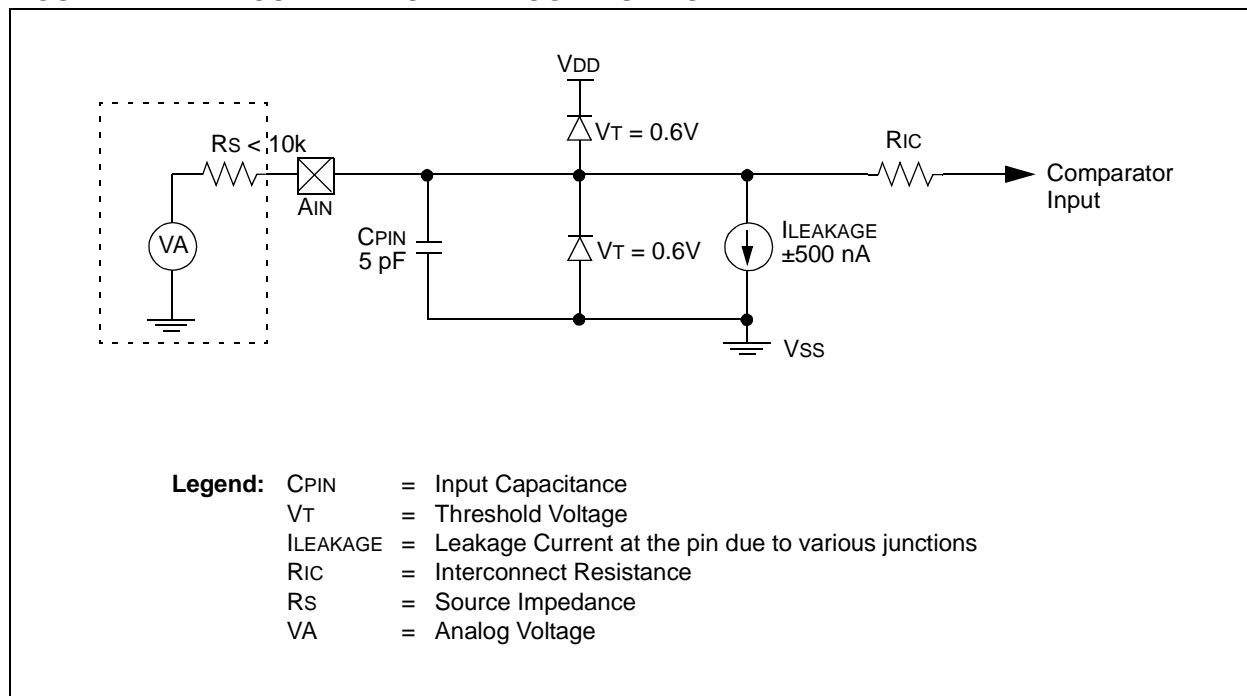 VDD
VT = 0.6V
RS < 10k
RIC
AIN
Comparator
Input
CPIN
5 pF
VT = 0.6V
ILEAKAGE
±500 nA
VA
VSS
Legend: CPIN = Input Capacitance
VT = Threshold Voltage
ILEAKAGE = Leakage Current at the pin due to various junctions
RIC = Interconnect Resistance
RS = Source Impedance
VA = Analog Voltage